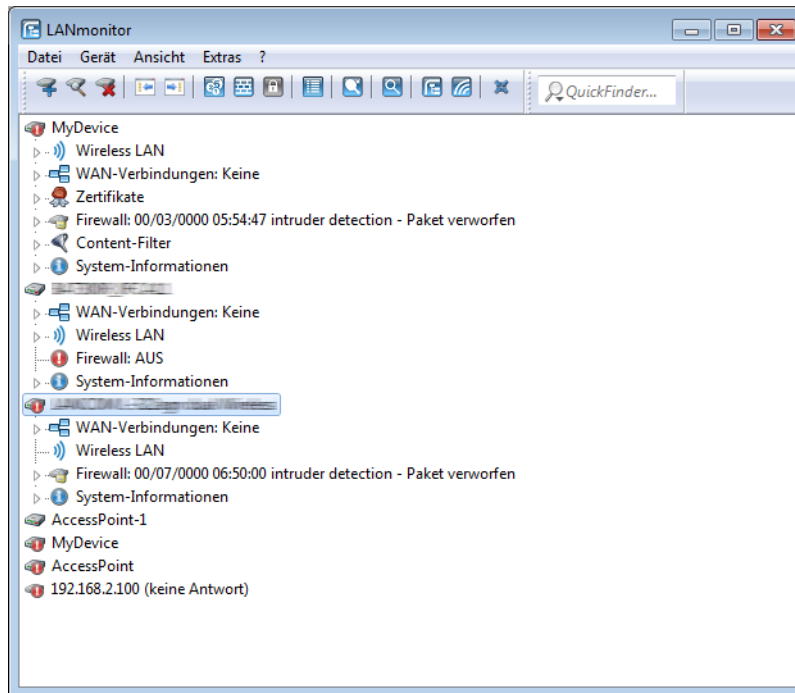 LANmonitor
Datei Gerät Ansicht Extras ?
QuickFinder...
MyDevice
Wireless LAN
WAN-Verbindungen: Keine
Zertifikate
Firewall: 00/03/0000 05:54:47 intruder detection - Paket verworfen
Content-Filter
System-Informationen
WAN-Verbindungen: Keine
Wireless LAN
Firewall: AUS
System-Informationen
WAN-Verbindungen: Keine
Wireless LAN
Firewall: 00/07/0000 06:50:00 intruder detection - Paket verworfen
System-Informationen
AccessPoint-1
MyDevice
AccessPoint
192.168.2.100 (keine Antwort)